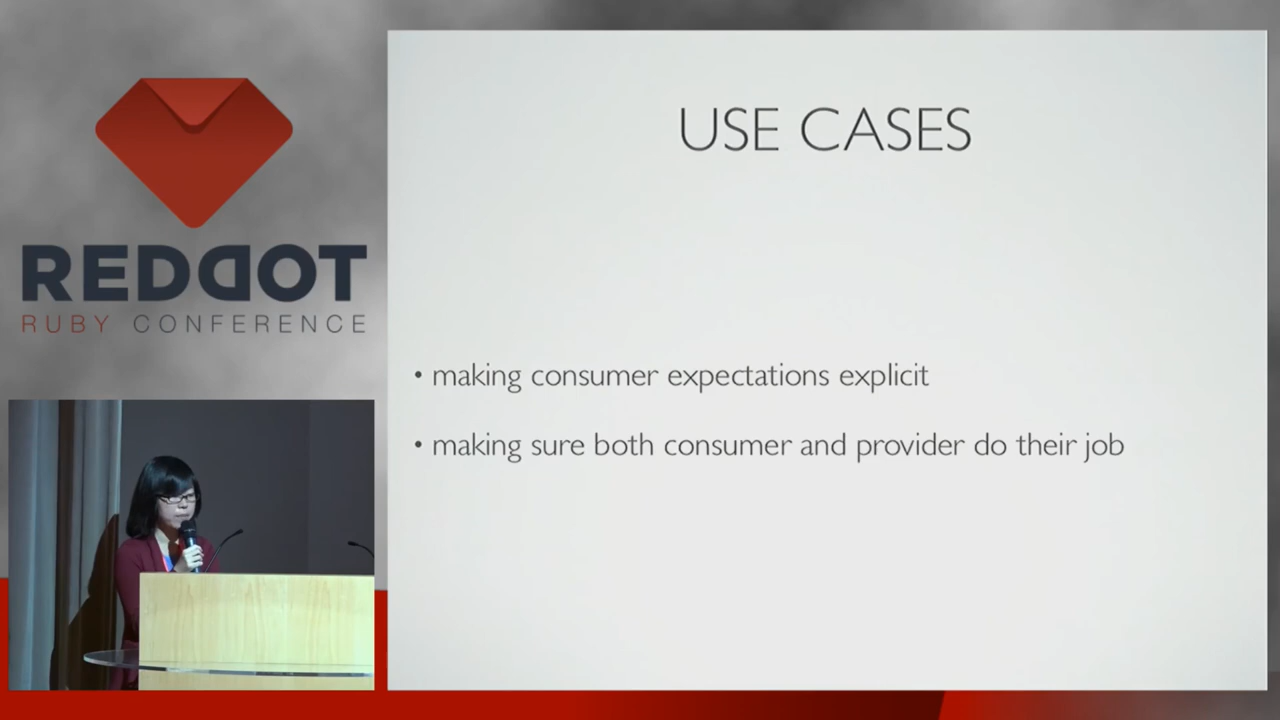 REDDOT
RUBY CONFERENCE
USE CASES
• making consumer expectations explicit
• making sure both consumer and provider do their job